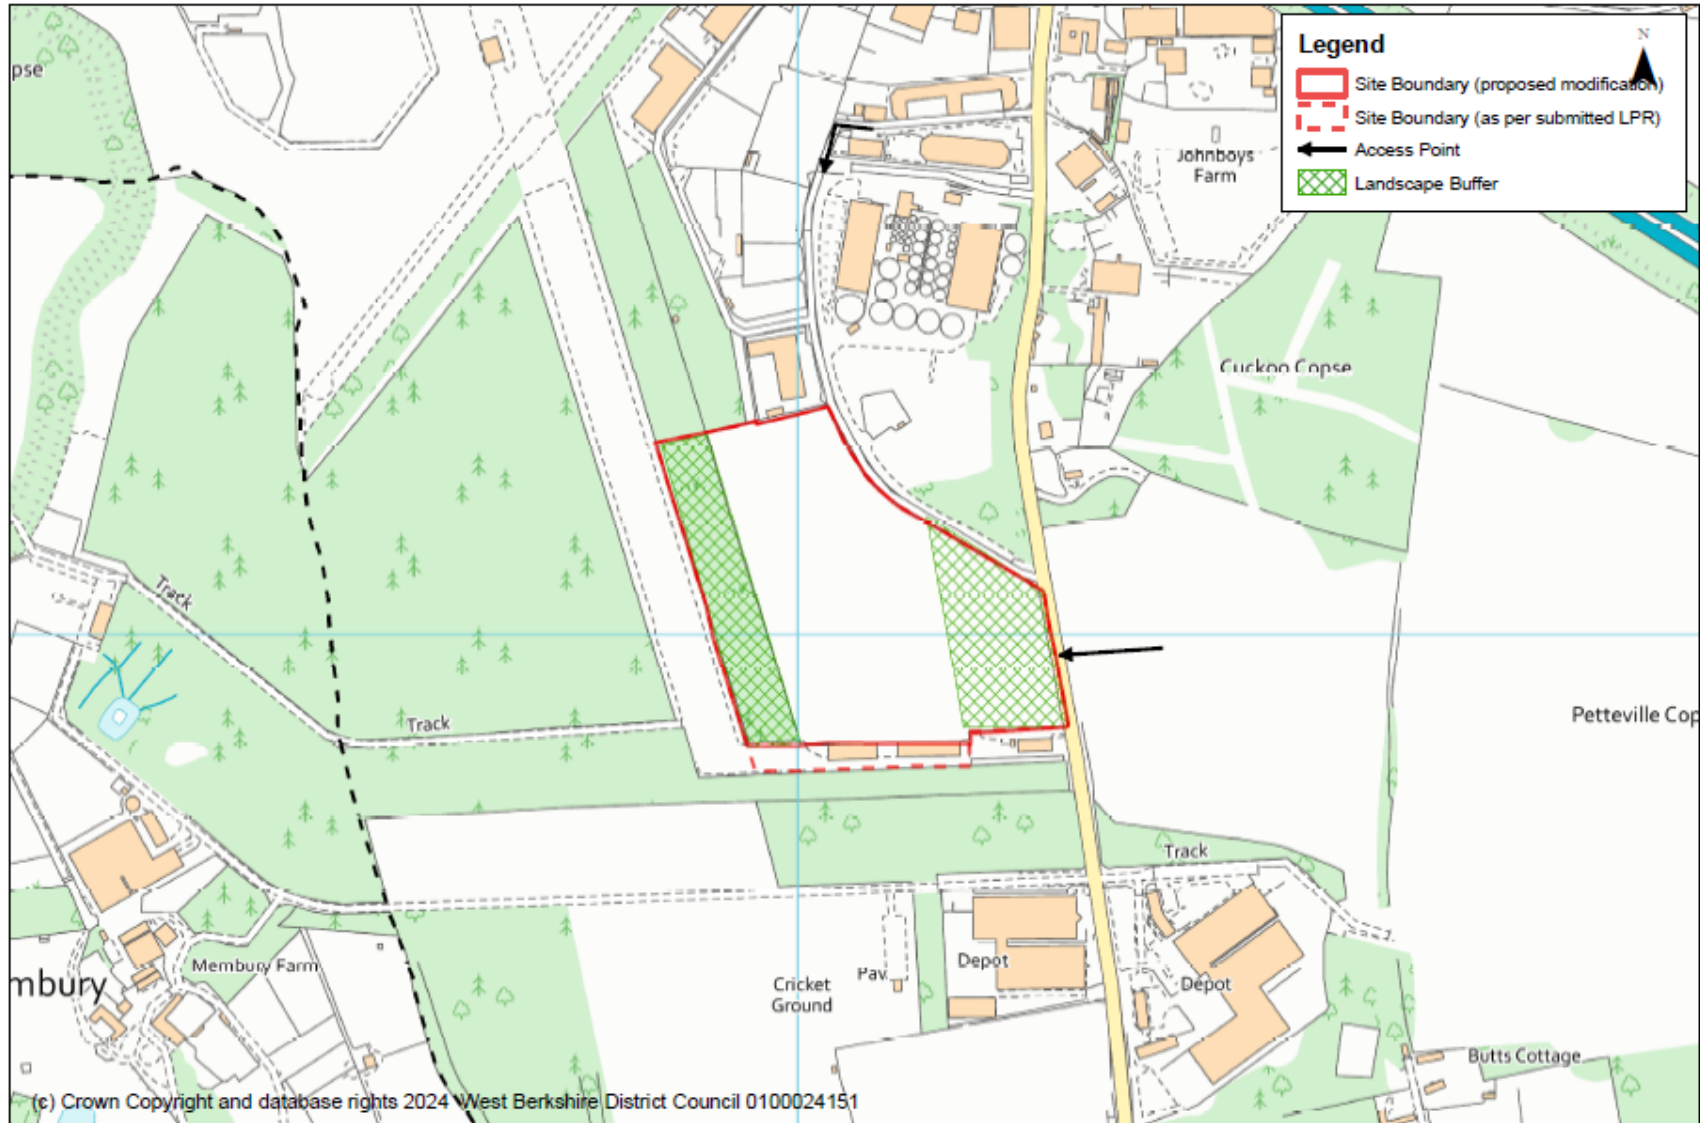 Legend
N
Site Boundary (proposed modification)
Site Boundary (as per submitted LPR)
Access Point
Landscape Buffer
pse
Johnboys
Farm
Cuckoo Copse
Track
Track
Petteville Cop
Track
Membury Farm
mbury
Cricket
Ground
Pav
Depot
Depot
Butts Cottage
(c) Crown Copyright and database rights 2024 West Berkshire District Council 0100024151